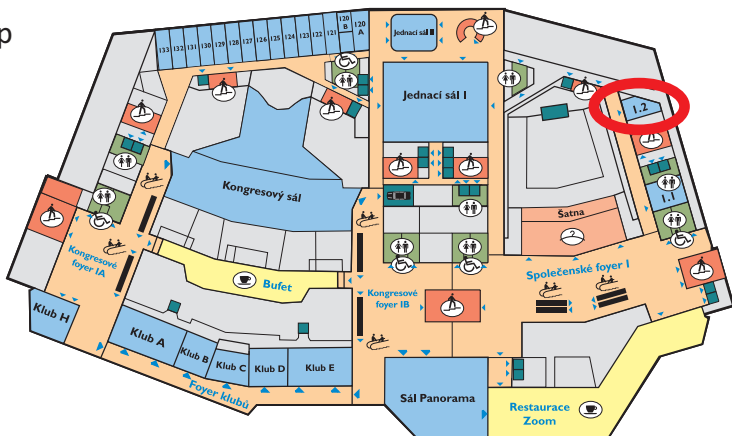 p
133
132
131
130
129
128
127
126
125
124
123
122
121
120
B
120
A
Jednací sál II
Jednací sál I
1.2
1.1
Kongresový sál
Šatna
2
Kongresové
foyer IA
Bufet
Kongresové
foyer IB
Společenské foyer I
Klub H
Klub A
Klub B
Klub C
Klub D
Klub E
Foyer klubů
Sál Panorama
Restaurace
Zoom